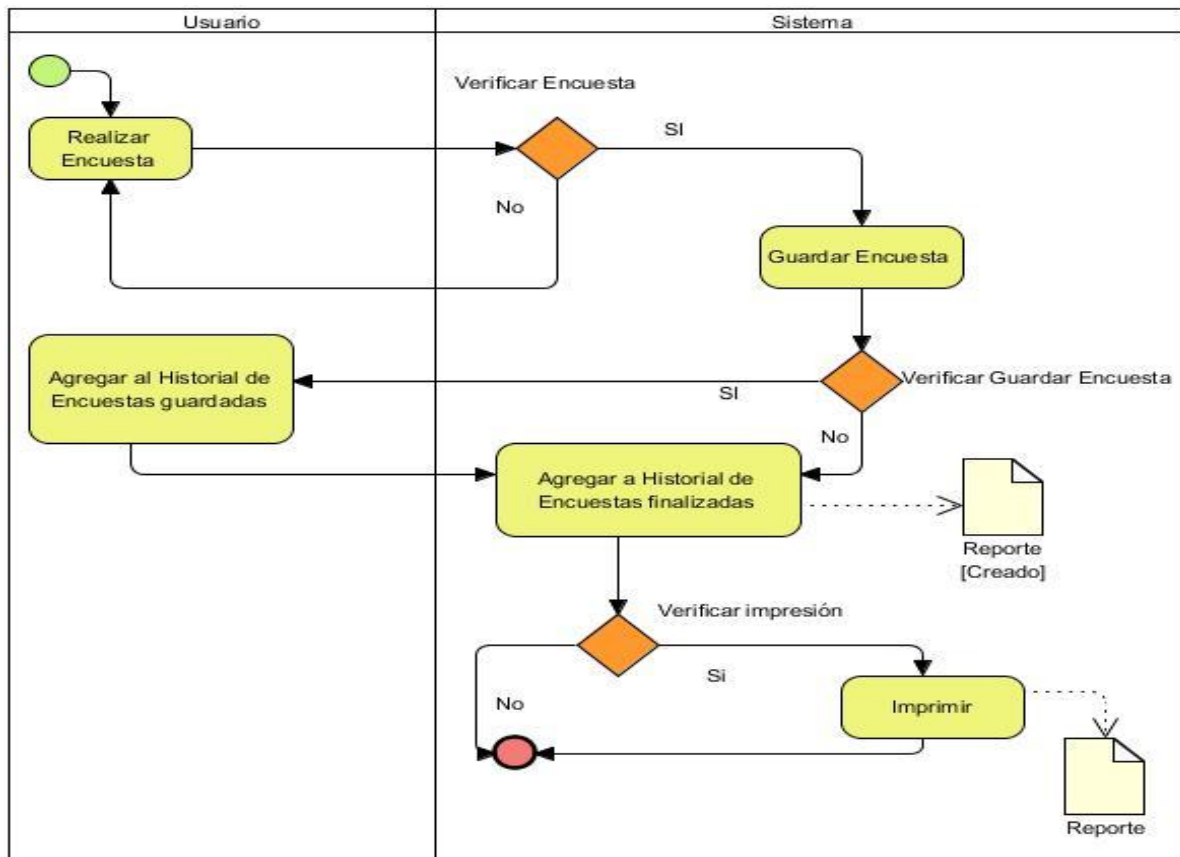 Usuario
Sistema
Verificar Encuesta
Realizar
Encuesta
SI
No
Guardar Encuesta
Agregar al Historial de
Encuestas guardadas
SI
Verificar Guardar Encuesta
No
Agregar a Historial de
Encuestas finalizadas
Reporte
[Creado]
Verificar impresión
Si
No
Imprimir
Reporte